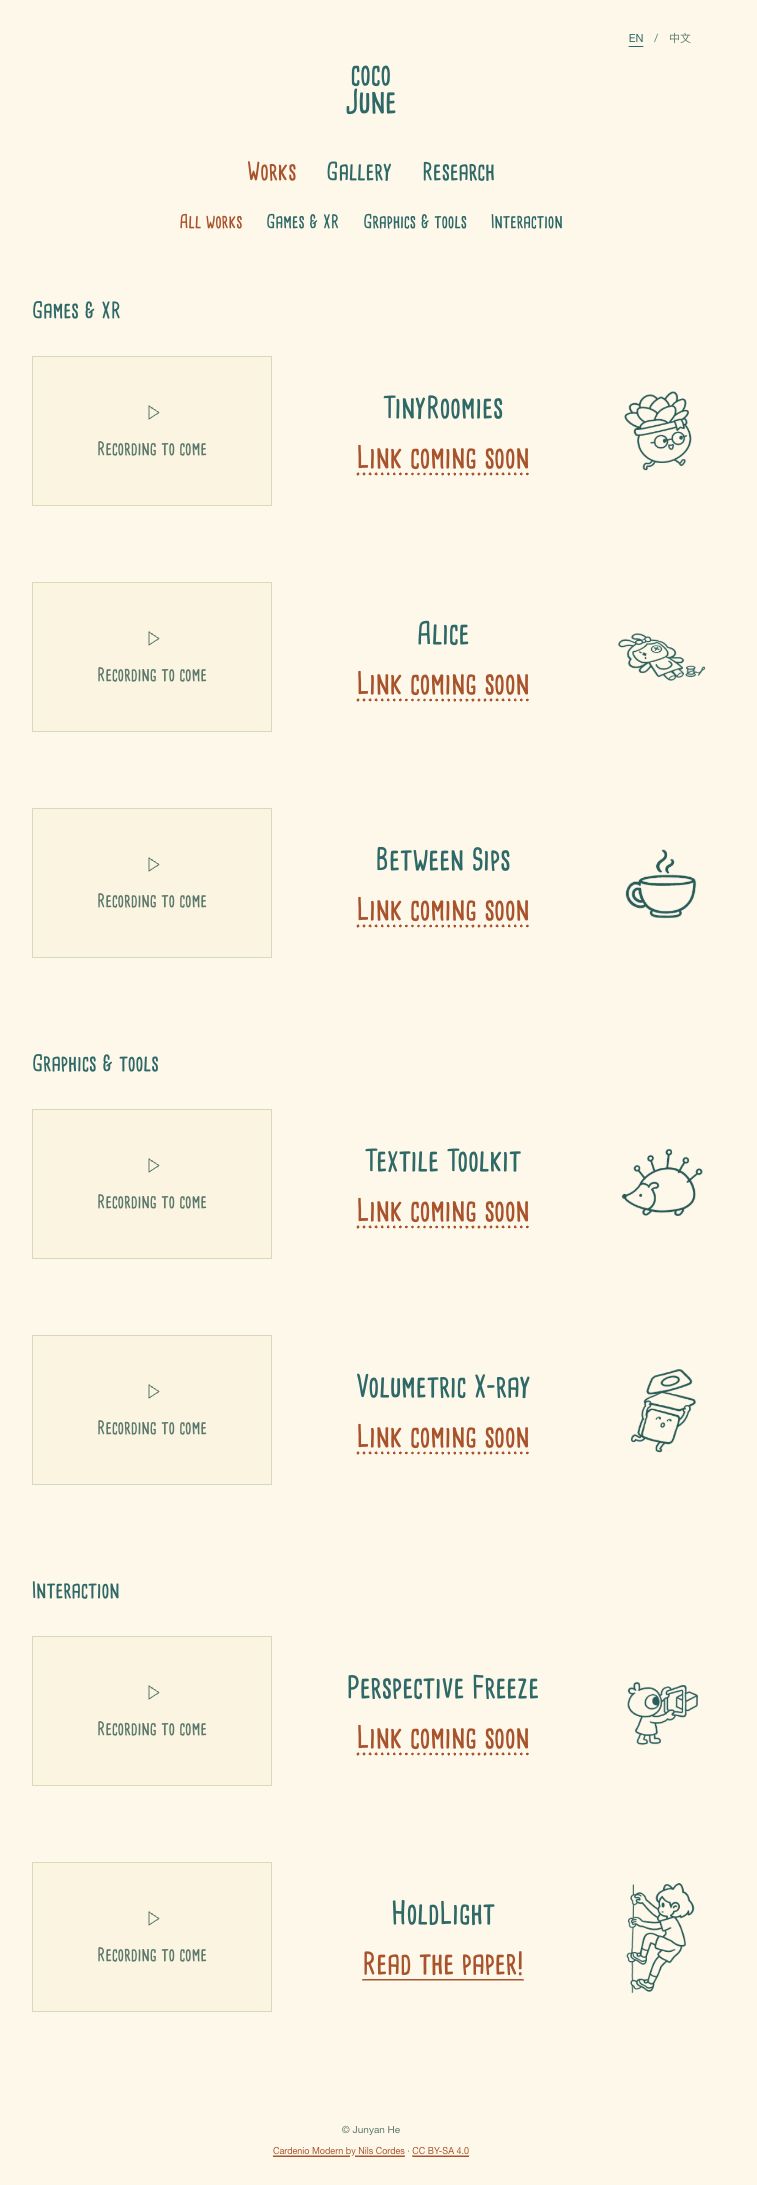 EN / 中文
COCO
JUNE
WORKS GALLERY RESEARCH
ALL WORKS GAMES & XR GRAPHICS & TOOLS INTERACTION
GAMES & XR
RECORDING TO COME
TINYROOMIES
LINK COMING SOON
RECORDING TO COME
ALICE
LINK COMING SOON
RECORDING TO COME
BETWEEN SIPS
LINK COMING SOON
GRAPHICS & TOOLS
RECORDING TO COME
TEXTILE TOOLKIT
LINK COMING SOON
RECORDING TO COME
VOLUMETRIC X-RAY
LINK COMING SOON
INTERACTION
RECORDING TO COME
PERSPECTIVE FREEZE
LINK COMING SOON
RECORDING TO COME
HOLDLIGHT
READ THE PAPER!
© Junyan He
Cardenio Modern by Nils Cordes · CC BY-SA 4.0